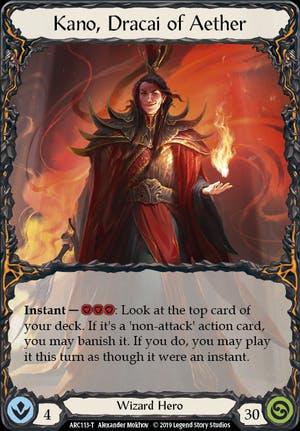 Kano, Dracai of Aether
Instant — : Look at the top card of
your deck. If it's a 'non-attack' action card,
you may banish it. If you do, you may play
it this turn as though it were an instant.
4
Wizard Hero
30
ARC113-T Alexander Mokhov © 2019 Legend Story Studios